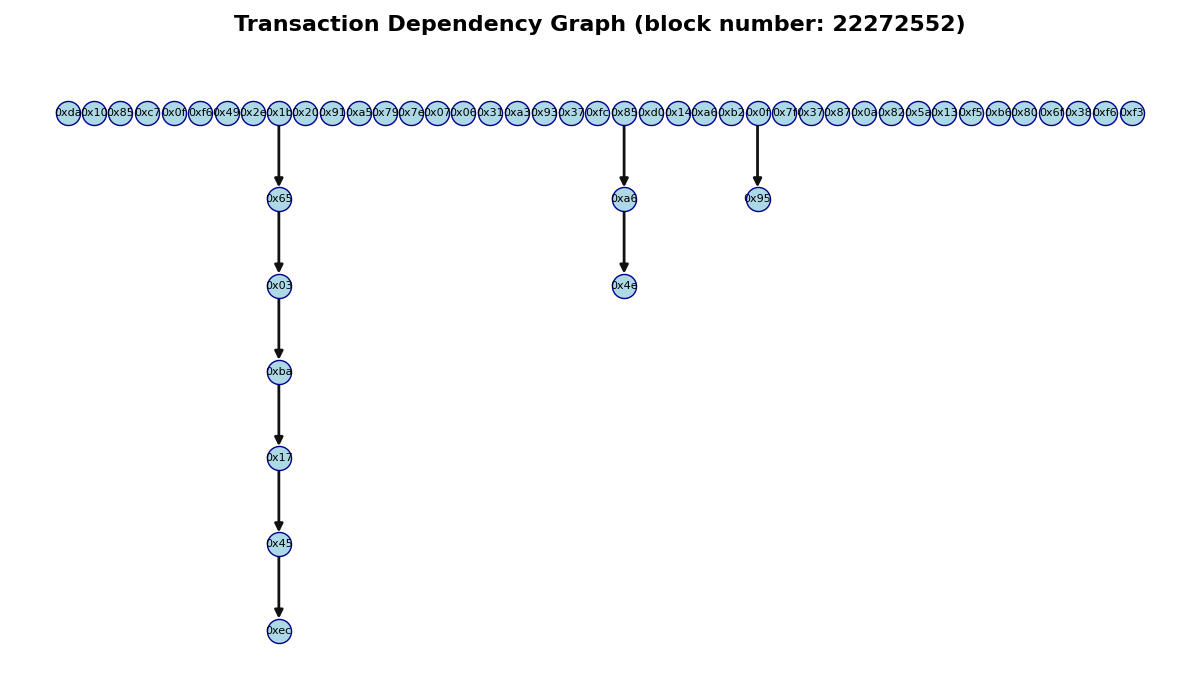 Transaction Dependency Graph (block number: 22272552)
0xda 0x10 0x85 0xc7 0x0f 0xf6 0x49 0x2e 0x1b 0x20 0x91 0xa5 0x79 0x7e 0x07 0x06 0x31 0xa3 0x93 0x37 0xfc 0x85 0xd0 0x14 0xa6 0xb2 0x0f 0x7f 0x37 0x87 0x0a 0x82 0x5a 0x13 0xf5 0xb6 0x80 0x6f 0x38 0xf6 0xf3
0x65 0xa6 0x95
0x03 0x4e
0xba
0x17
0x45
0xec